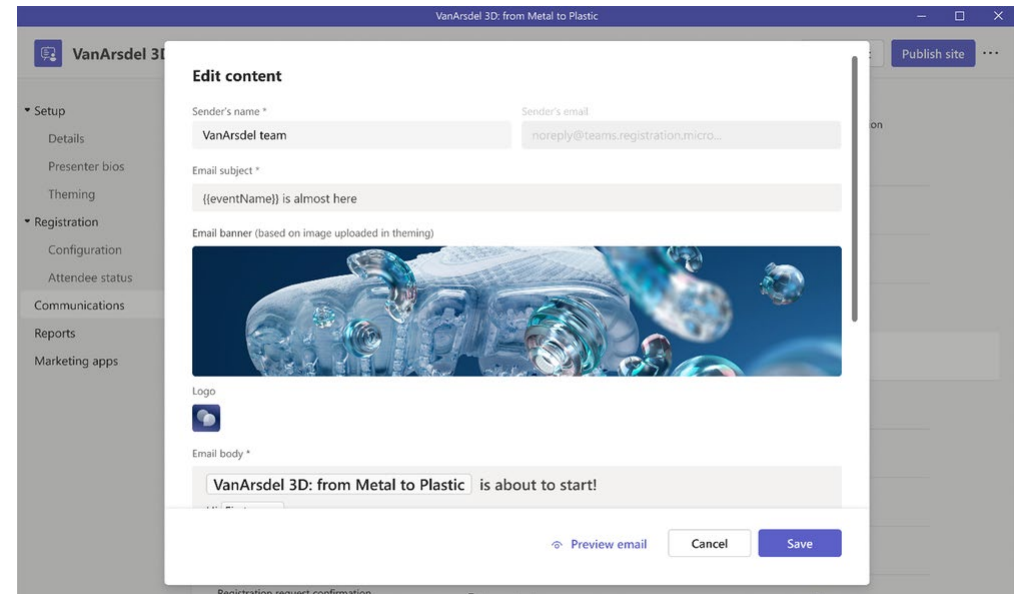 VanArsdel 3D: from Metal to Plastic
VanArsdel 3D
Publish site
Edit content
Setup
Details
Presenter bios
Theming
Registration
Configuration
Attendee status
Communications
Reports
Marketing apps
Sender's name *
Sender's email
VanArsdel team
noreply@teams.registration.micro...
Email subject *
{{eventName}} is almost here
Email banner (based on image uploaded in theming)
Logo
Email body *
VanArsdel 3D: from Metal to Plastic is about to start!
Preview email
Cancel
Save
Registration request confirmation